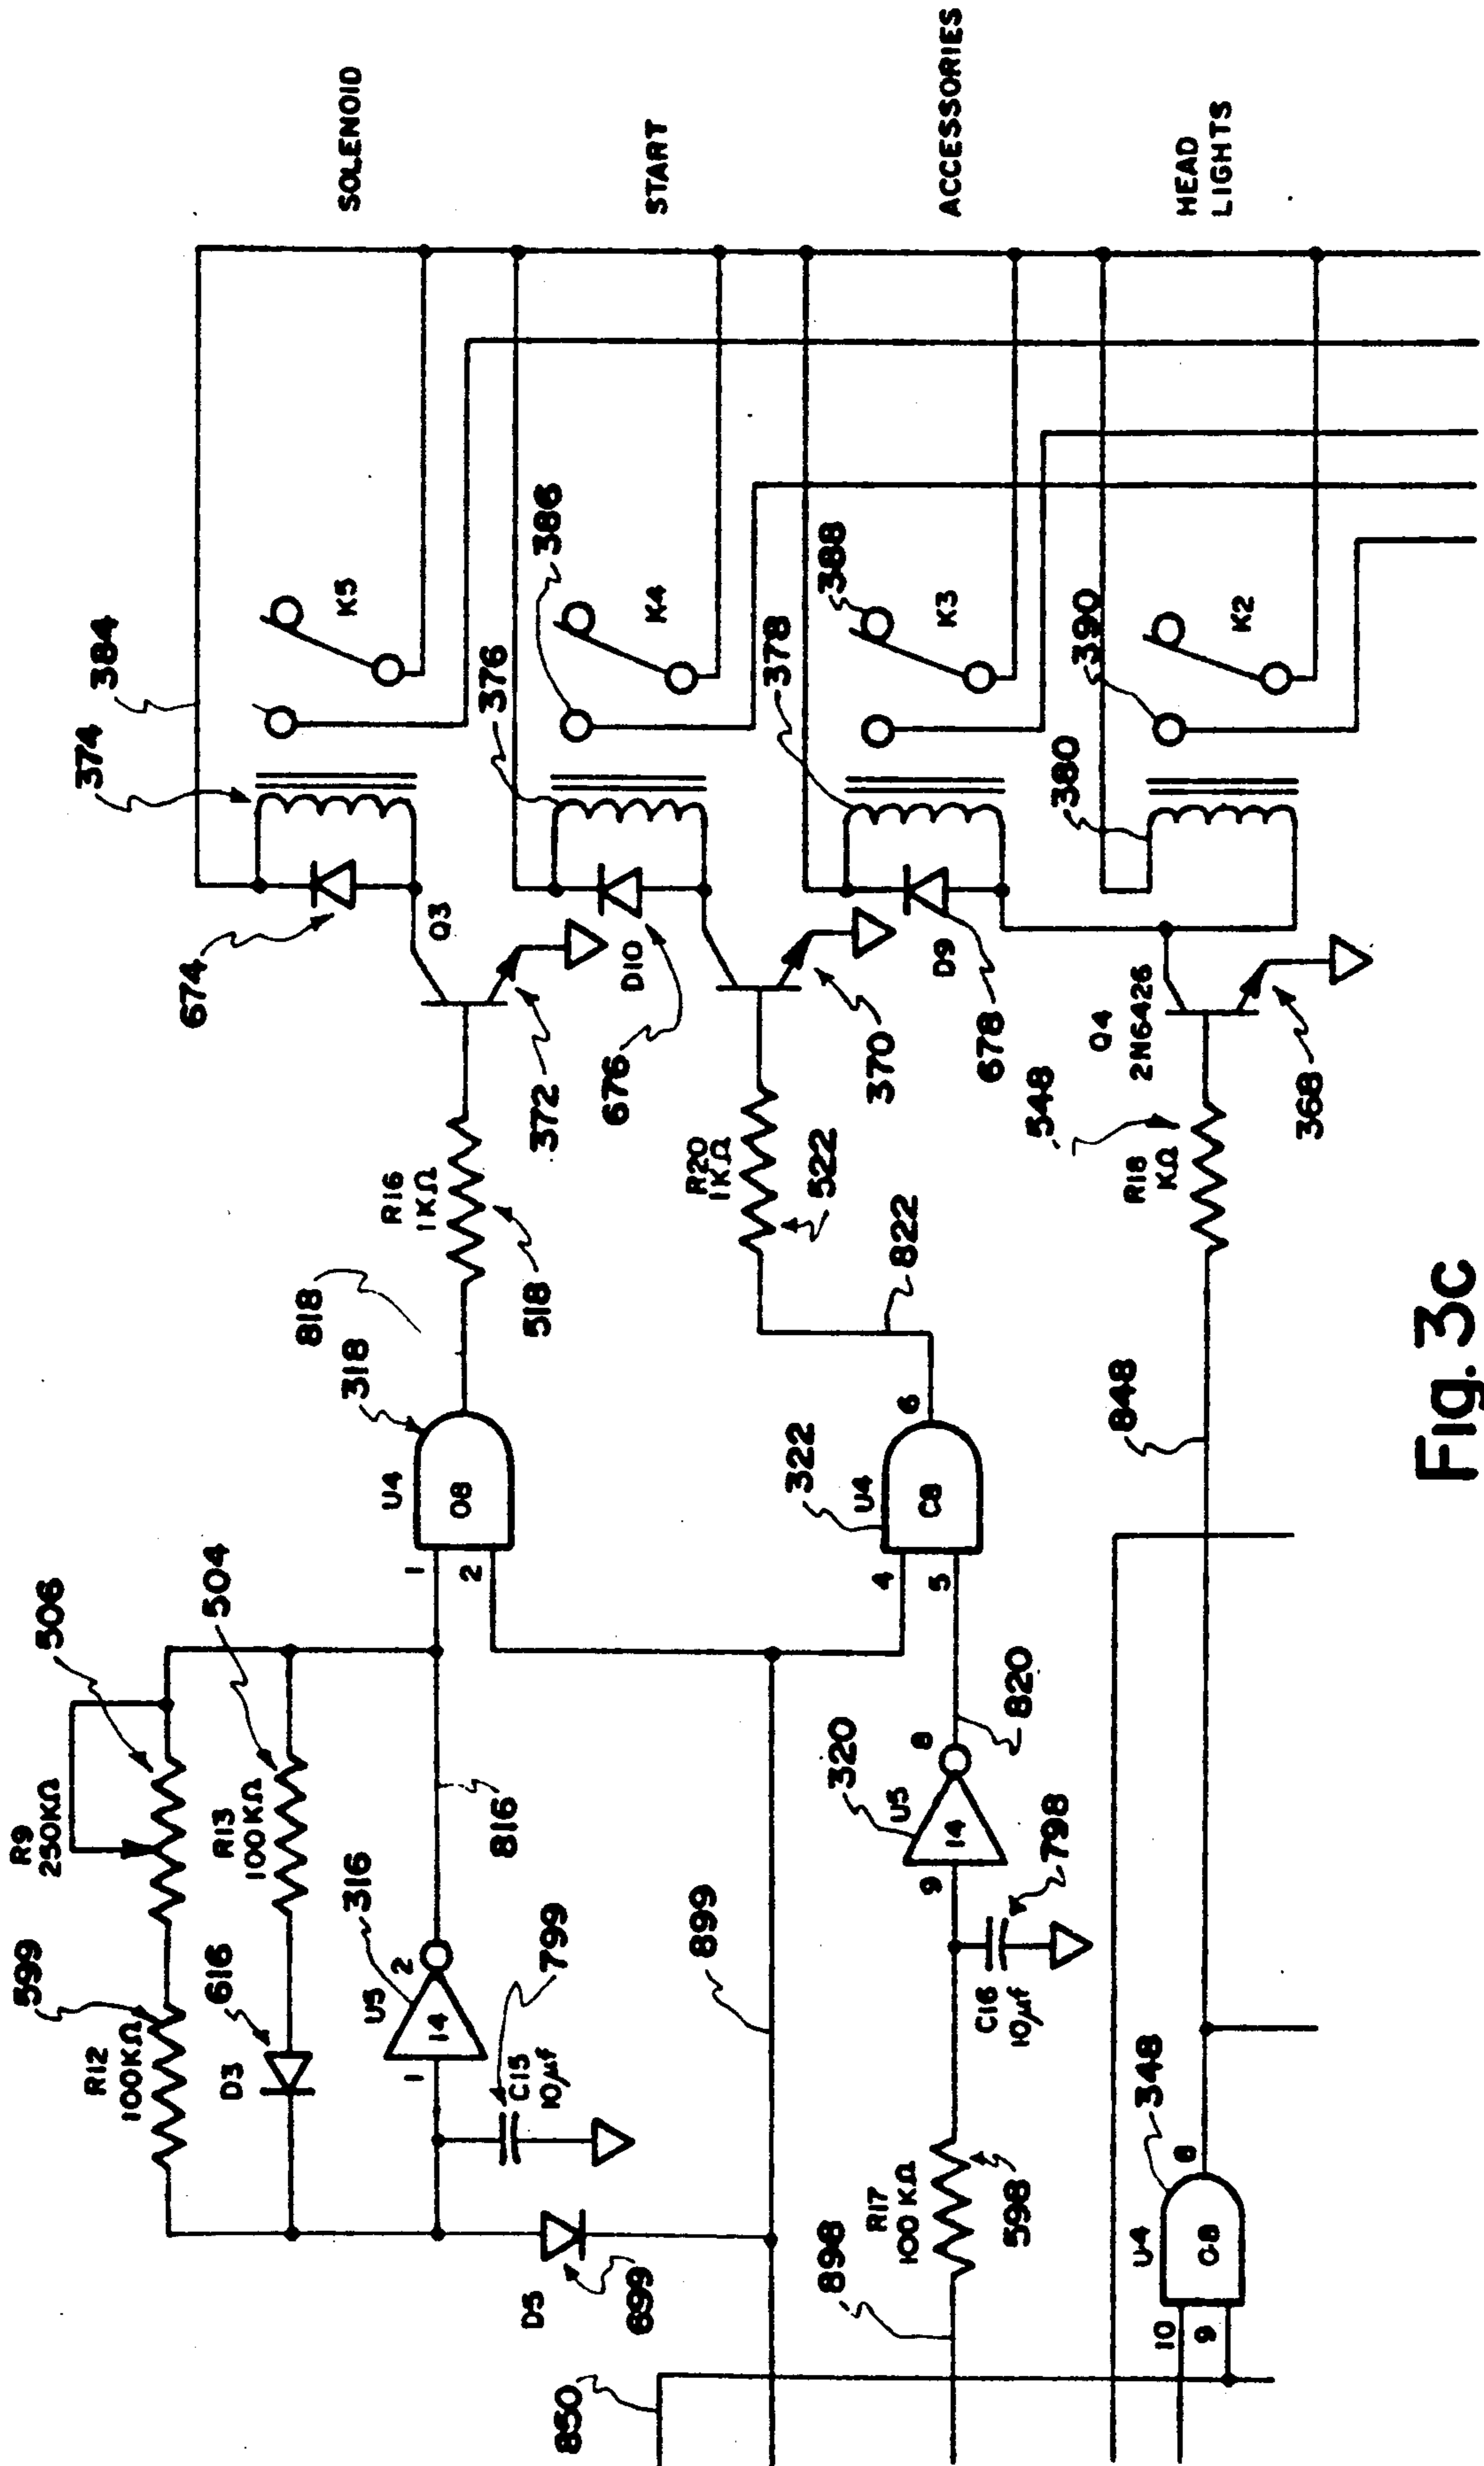 R9
250KΩ
506
504
599
R12
100KΩ
R13
100KΩ
616
D3
U5
316
14
1
2
816
799
C15
10µf
D5
699
899
U4
08
1
2
318
818
R16
1KΩ
518
372
Q3
674
374
384
K5
SOLENOID
850
898
R17
100KΩ
598
C16
10µf
798
U5
320
14
9
8
820
U4
C8
4
5
6
322
822
R20
1KΩ
522
370
D10
676
376
386
K4
START
D9
678
378
388
K3
ACCESSORIES
U4
08
10
9
8
348
848
R18
KΩ
548
Q4
2N6426
368
380
390
K2
HEAD
LIGHTS
Fig. 3c